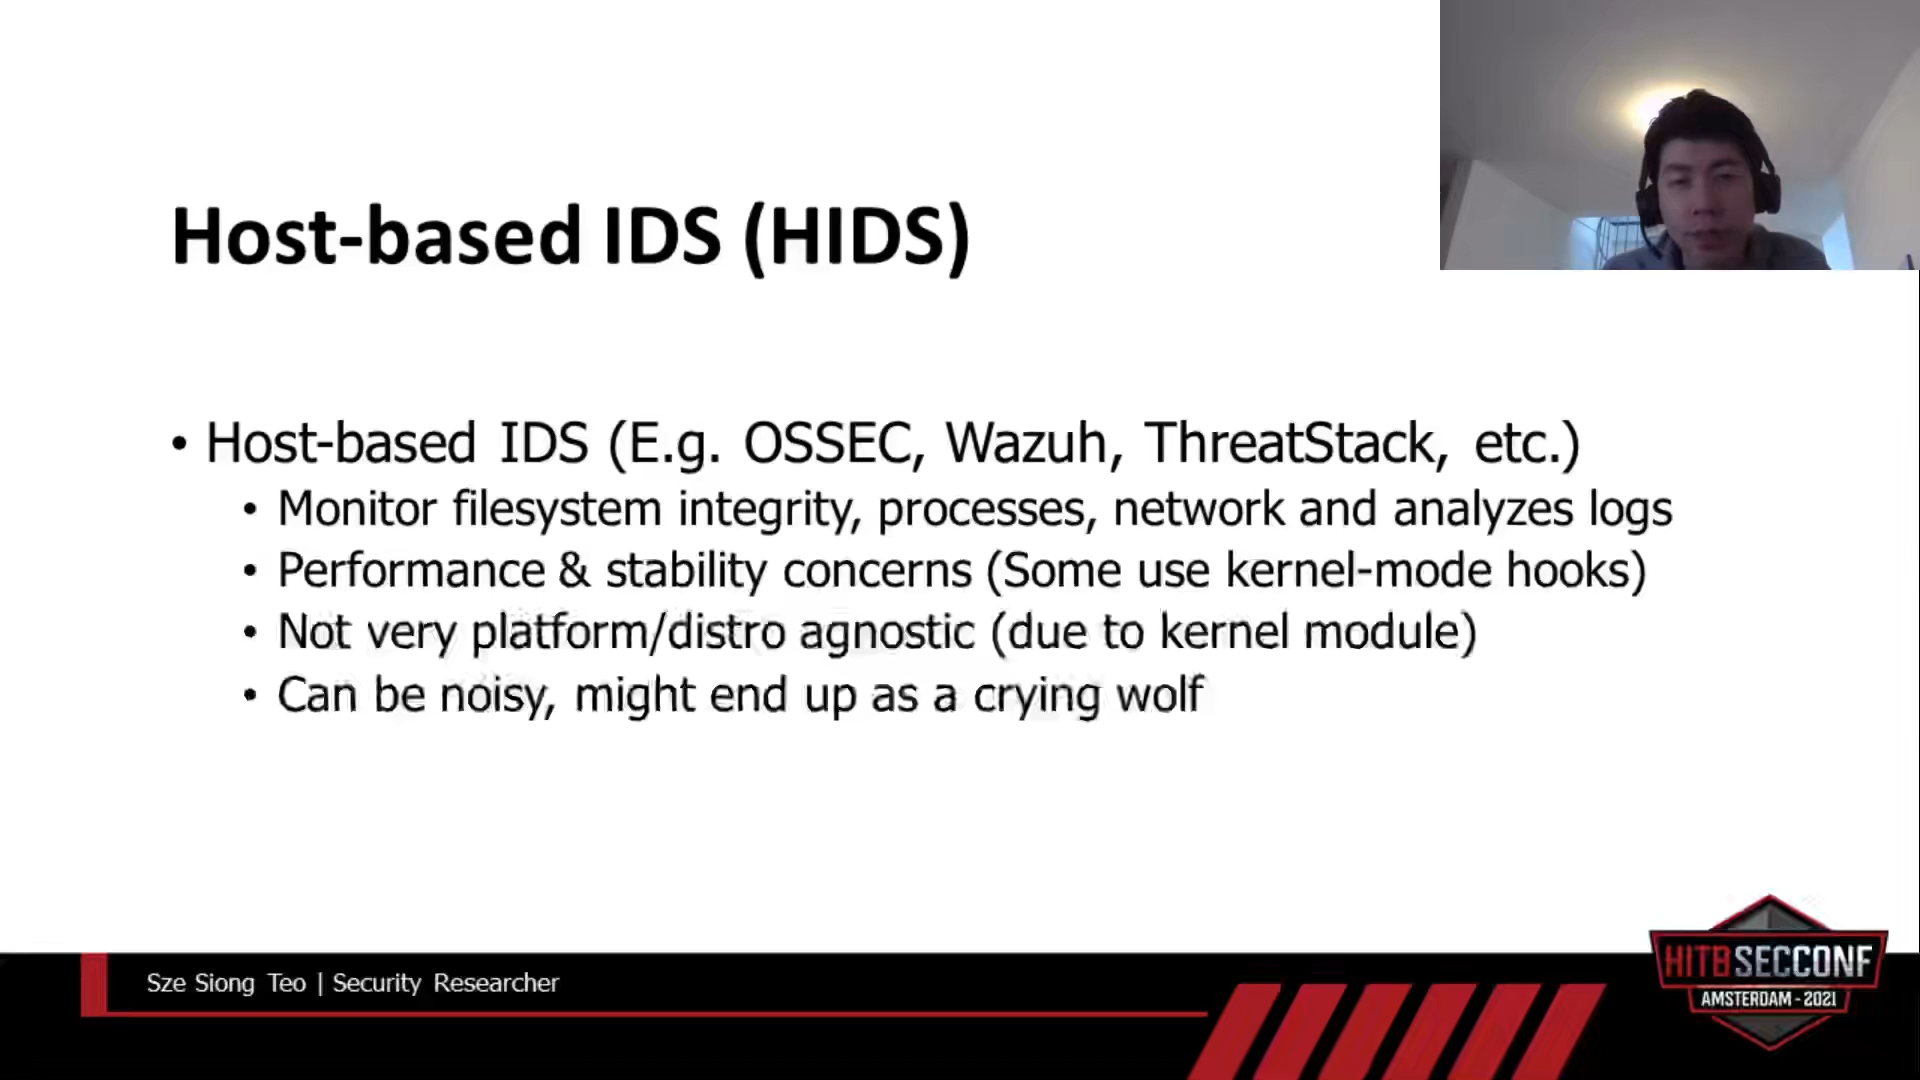 Host-based IDS (HIDS)
• Host-based IDS (E.g. OSSEC, Wazuh, ThreatStack, etc.)
• Monitor filesystem integrity, processes, network and analyzes logs
• Performance & stability concerns (Some use kernel-mode hooks)
• Not very platform/distro agnostic (due to kernel module)
• Can be noisy, might end up as a crying wolf
Sze Siong Teo | Security Researcher
HITBSECCONF
AMSTERDAM - 2021